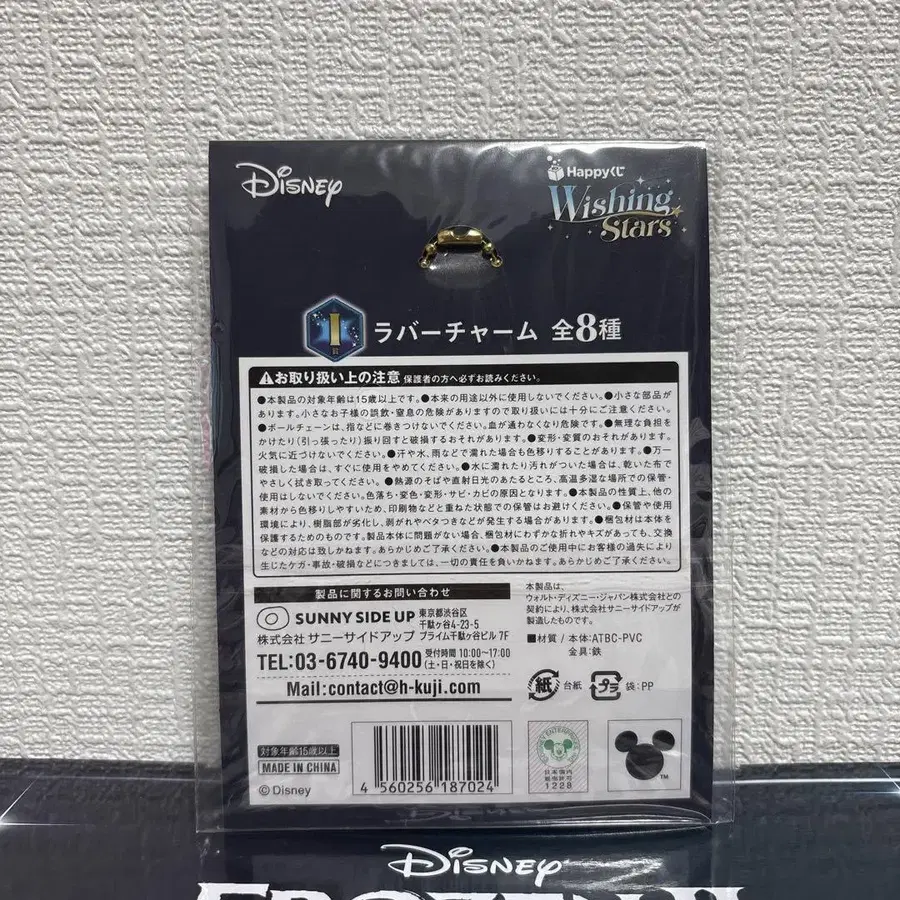 Disney
Happyくじ
Wishing
Stars
I賞
ラバーチャーム 全8種
お取り扱い上の注意 保護者の方へ必ずお読みください。
●本製品の対象年齢は15歳以上です。●本来の用途以外に使用しないでください。●小さな部品が
あります。小さなお子様の誤飲・窒息の危険がありますので取り扱いには十分にご注意ください。
●ボールチェーンは、指などに巻きつけないでください。血が通わなくなり危険です。●無理な負担を
かけたり(引っ張ったり)振り回すと破損するおそれがあります。●変形・変質のおそれがあります。
火気に近づけないでください。●汗や水、雨などで濡れた場合も色移りすることがあります。●万一
破損した場合は、すぐに使用をやめてください。●水に濡れたり汚れがついた場合は、乾いた布で
やさしく拭き取ってください。●熱源のそばや直射日光のあたるところ、高温多湿な場所での保管・
使用はしないでください。色落ち・変色・変形・サビ・カビの原因となります。●本製品の性質上、他の
素材から色移りしやすいため、印刷物などと重ねた状態での保管はお避けください。●保管や使用
環境により、樹脂部が劣化し、剥がれやベタつきなどが発生する場合があります。●梱包材は本体を
保護するためのものです。製品本体に問題がない場合、梱包材にわずかな折れやキズがあっても、交換
などの対応は致しかねます。あらかじめご了承ください。●本製品のご使用中にお客様の過失により
生じたケガ・事故・破損などにつきましては、一切の責任を負いかねます。あらかじめご了承ください。
製品に関するお問い合わせ
SUNNY SIDE UP
株式会社 サニーサイドアップ
東京都渋谷区
千駄ヶ谷4-23-5
プライム千駄ヶ谷ビル 7F
TEL:03-6740-9400 受付時間 10:00〜17:00
(土・日・祝日を除く)
Mail:contact@h-kuji.com
本製品は、
ウォルト・ディズニー・ジャパン株式会社との
契約により、株式会社サニーサイドアップが
製造したものです。
■材質/本体:ATBC-PVC
金具:鉄
紙 台紙
プラ 袋:PP
対象年齢15歳以上
MADE IN CHINA
©Disney
4 560256 187024
日本国内
販売許可
1228
TM
Disney
FROZEN II